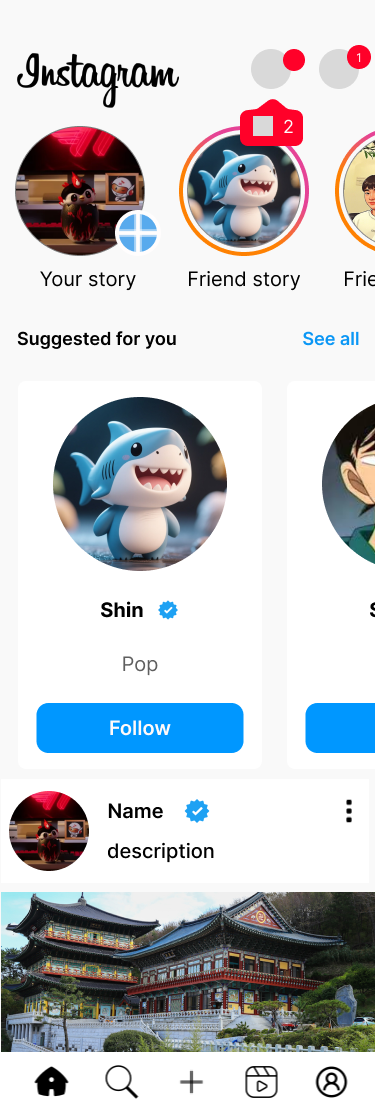 Instagram
1
2
Your story
Friend story
Frie
Suggested for you
See all
Shin
S
Pop
Follow
Name
description